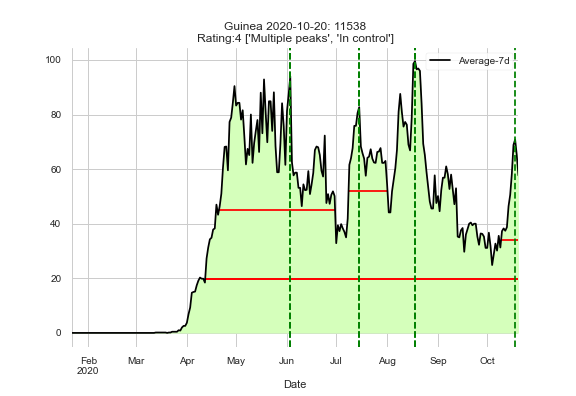 Guinea 2020-10-20: 11538
Rating:4 ['Multiple peaks', 'In control']
Average-7d
100
80
60
40
20
0
Feb Mar Apr May Jun Jul Aug Sep Oct
2020
Date